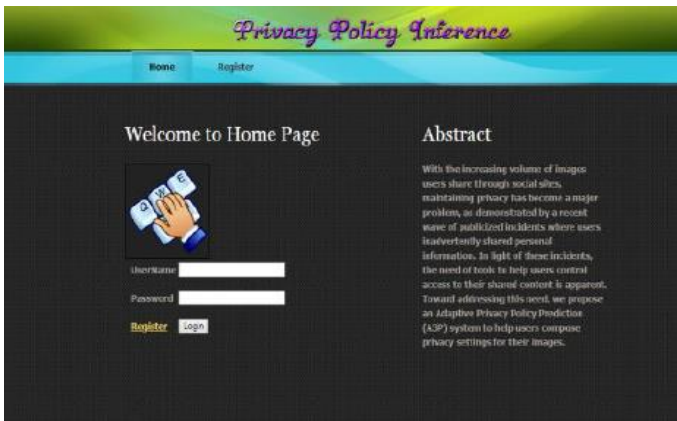 Privacy Policy Inference
Home Register
Welcome to Home Page
Q W E
UserName
Password
Register Login
Abstract
With the increasing volume of images
users share through social sites,
maintaining privacy has become a major
problem, as demonstrated by a recent
wave of publicized incidents where users
inadvertently shared personal
information. In light of these incidents,
the need of tools to help users control
access to their shared content is apparent.
Toward addressing this need, we propose
an Adaptive Privacy Policy Prediction
(A3P) system to help users compose
privacy settings for their images.